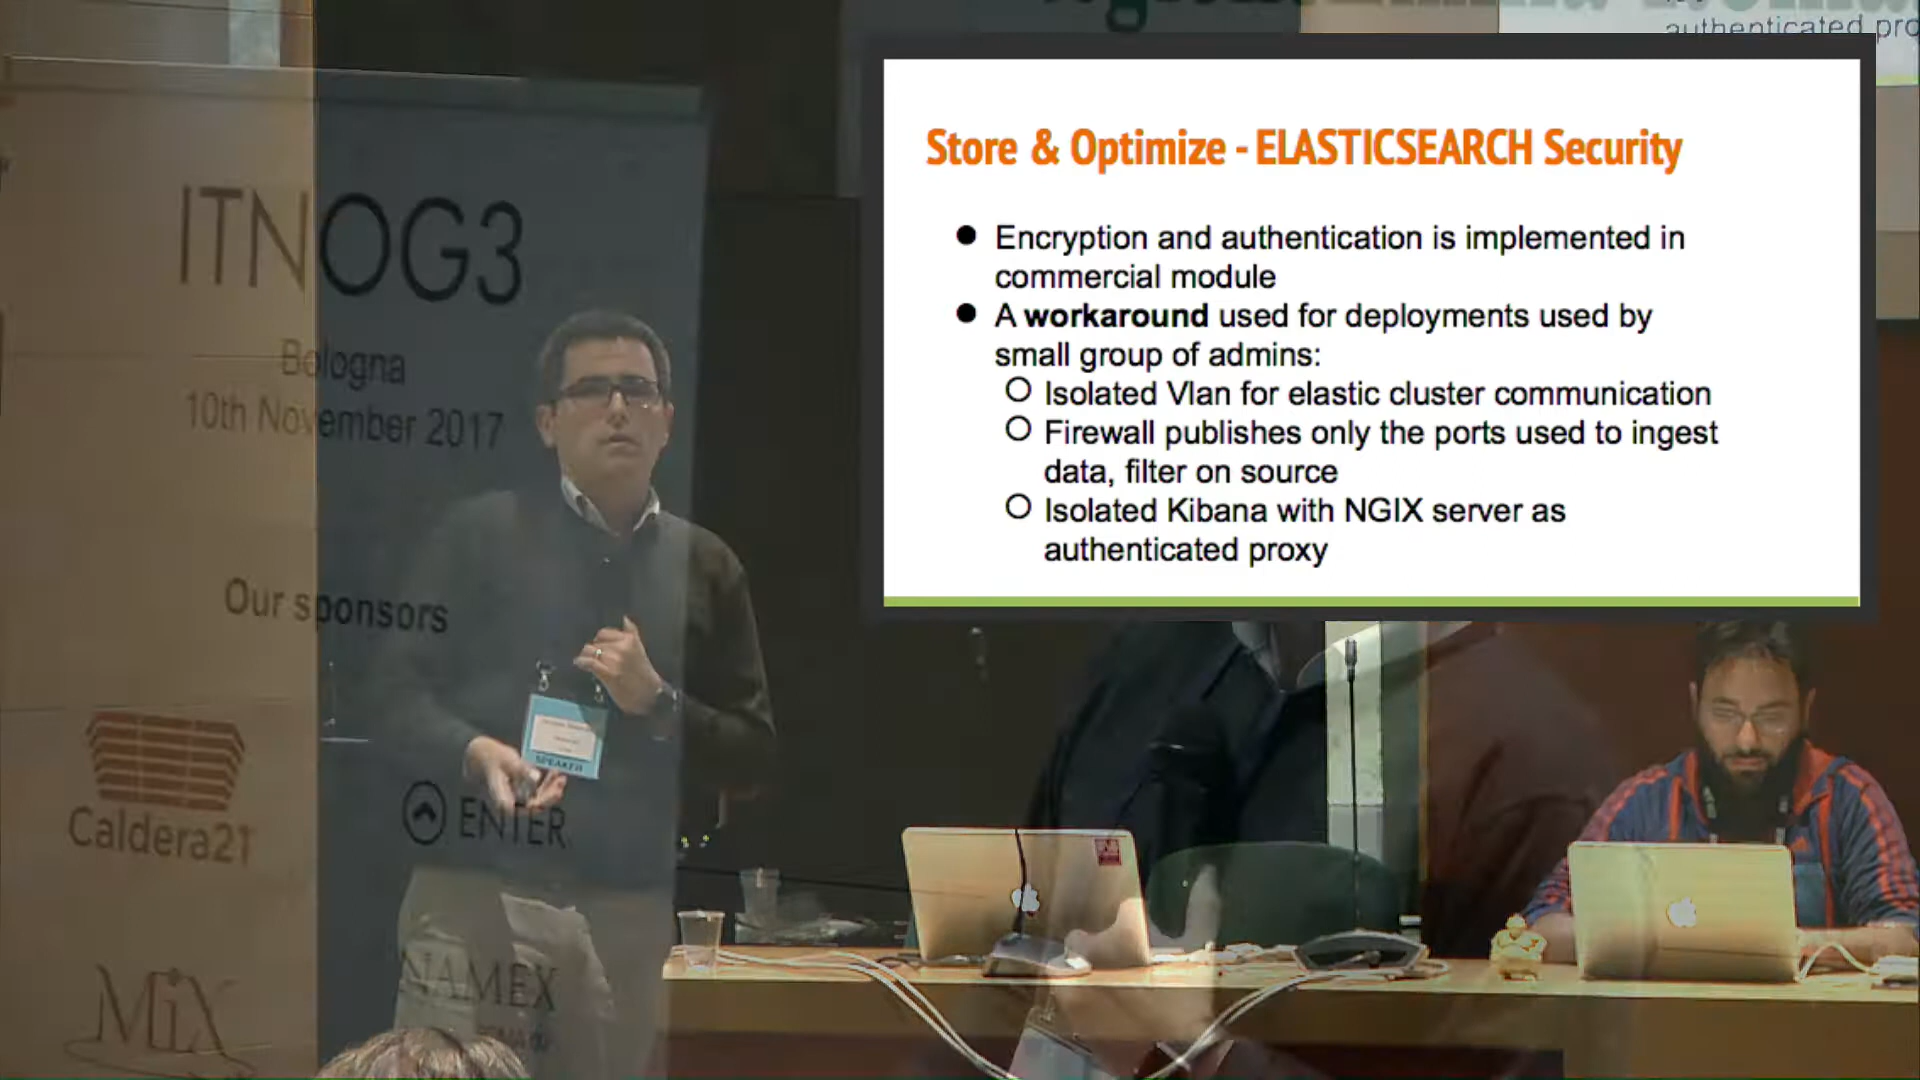 authenticated pro
Store & Optimize - ELASTICSEARCH Security
● Encryption and authentication is implemented in
commercial module
● A workaround used for deployments used by
small group of admins:
○ Isolated Vlan for elastic cluster communication
○ Firewall publishes only the ports used to ingest
data, filter on source
○ Isolated Kibana with NGIX server as
authenticated proxy
ITNOG3
Bologna
10th November 2017
Our sponsors
Caldera21
ENTER
MiX
NAMEX
SPEAKER